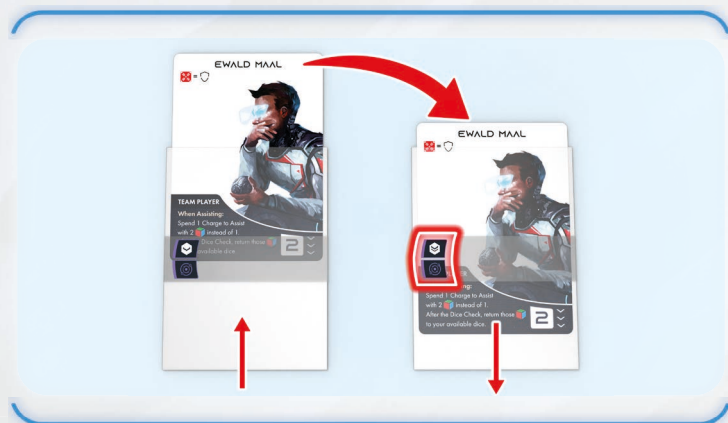 EWALD MAAL
=
TEAM PLAYER
When Assisting:
Spend 1 Charge to Assist
with 2 instead of 1.
Dice Check, return those
available dice.
2
EWALD MAAL
=
Spend 1 Charge to Assist
with 2 instead of 1.
After the Dice Check, return those
to your available dice.
2